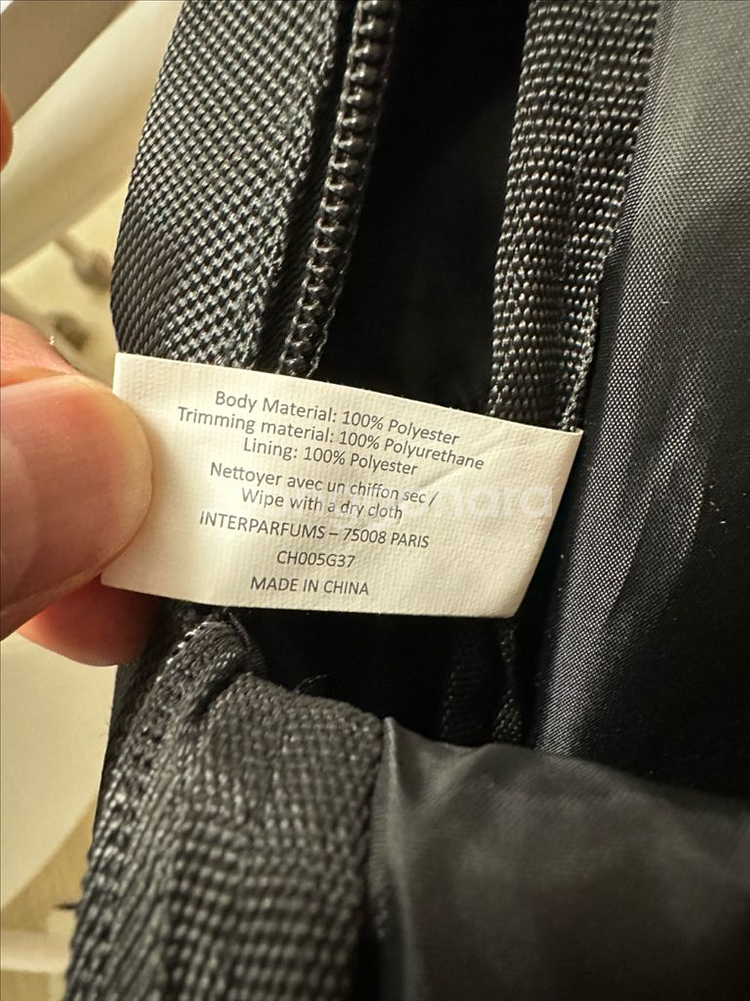 Body Material: 100% Polyester
Trimming material: 100% Polyurethane
Lining: 100% Polyester
Nettoyer avec un chiffon sec /
Wipe with a dry cloth
INTERPARFUMS – 75008 PARIS
CH005G37
MADE IN CHINA